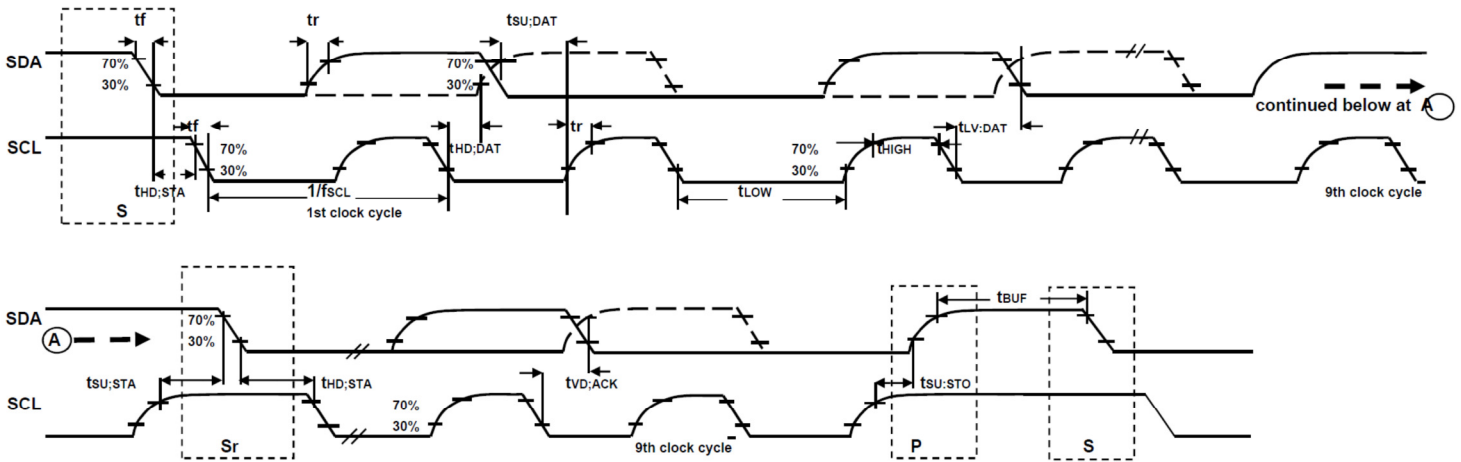 tf
tr
tSU;DAT
SDA
70%
30%
70%
30%
continued below at A
tf
tHD;DAT
tr
tLV:DAT
SCL
70%
30%
70%
30%
tHIGH
tHD;STA
1/fSCL
tLOW
S
1st clock cycle
9th clock cycle
tBUF
SDA
70%
30%
A
tSU;STA
tHD;STA
tVD;ACK
tSU:STO
SCL
70%
30%
Sr
9th clock cycle
P
S